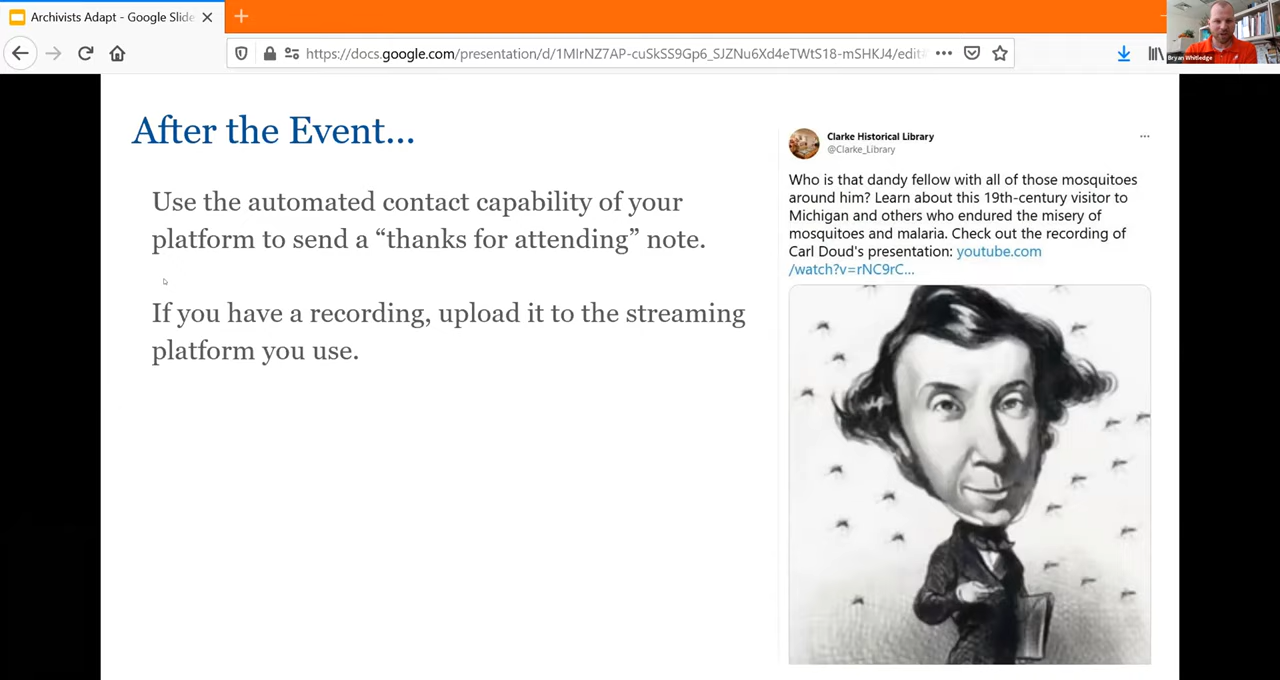 Archivists Adapt - Google Slide
https://docs.google.com/presentation/d/1MIrNZ7AP-cuSkSS9Gp6_SJZNu6Xd4eTWtS18-mSHKJ4/edit
Bryan Whitledge
After the Event...
Use the automated contact capability of your
platform to send a “thanks for attending” note.
If you have a recording, upload it to the streaming
platform you use.
Clarke Historical Library
@Clarke_Library
Who is that dandy fellow with all of those mosquitoes
around him? Learn about this 19th-century visitor to
Michigan and others who endured the misery of
mosquitoes and malaria. Check out the recording of
Carl Doud's presentation: youtube.com
/watch?v=rNC9rC...